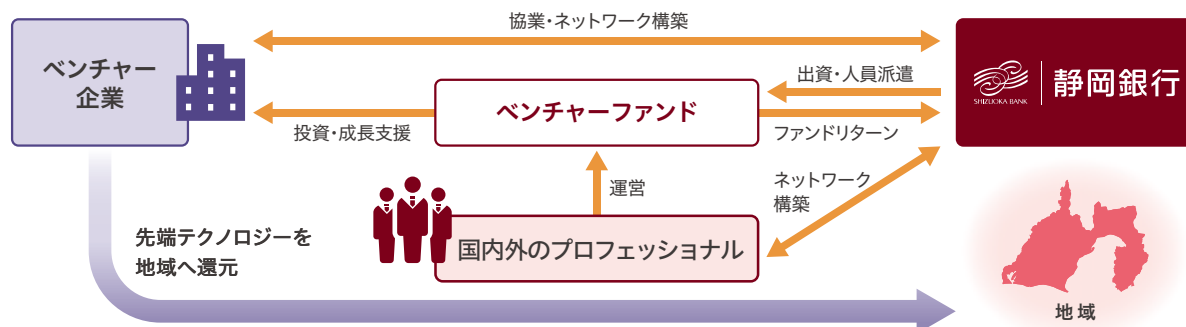 協業・ネットワーク構築
ベンチャー
企業
出資・人員派遣
SHIZUOKA BANK
静岡銀行
ベンチャーファンド
投資・成長支援
ファンドリターン
運営
ネットワーク
構築
国内外のプロフェッショナル
先端テクノロジーを
地域へ還元
地域